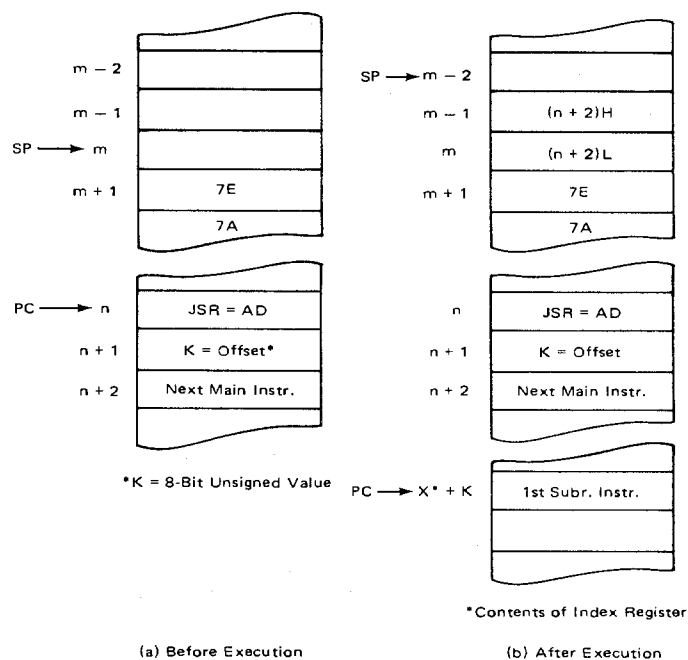 m – 2
m – 1
SP → m
m + 1
7E
7A
PC → n
JSR = AD
n + 1
K = Offset*
n + 2
Next Main Instr.
*K = 8-Bit Unsigned Value
(a) Before Execution
SP → m – 2
m – 1
(n + 2)H
m
(n + 2)L
m + 1
7E
7A
n
JSR = AD
n + 1
K = Offset
n + 2
Next Main Instr.
PC → X* + K
1st Subr. Instr.
*Contents of Index Register
(b) After Execution